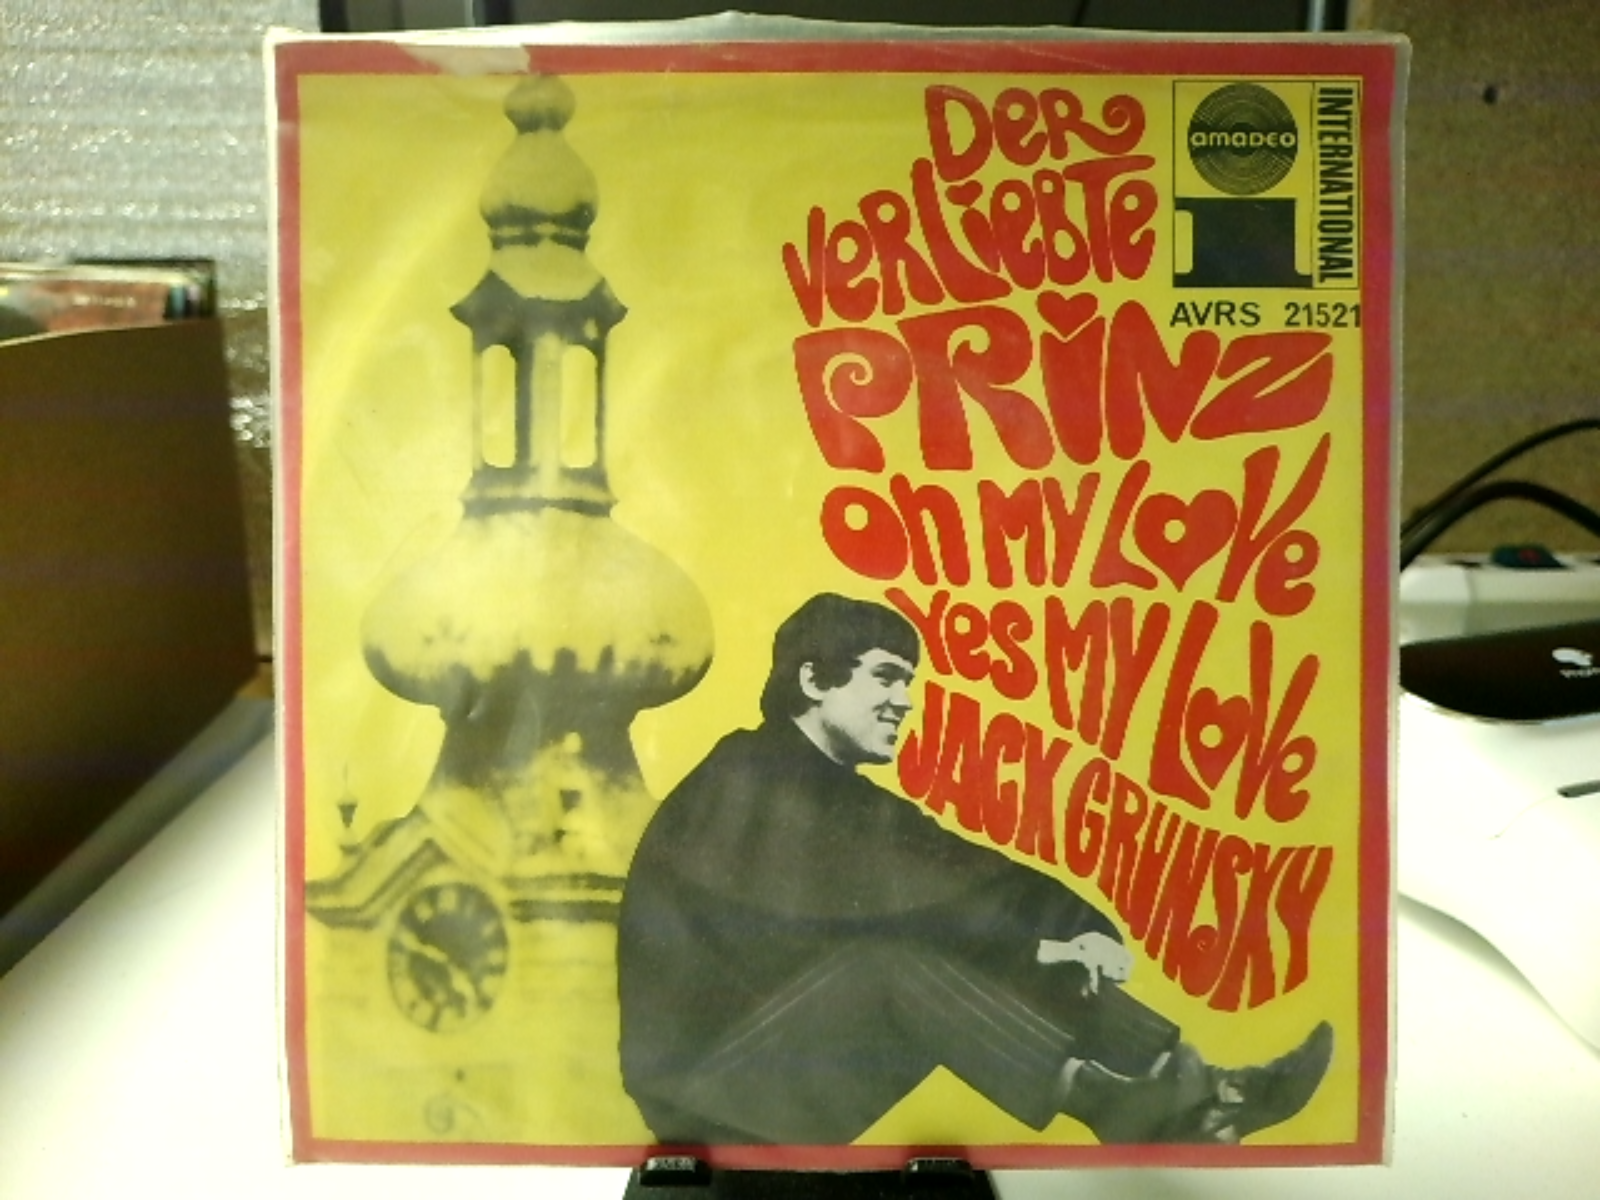 DER
VERLiEBTE
PRiNZ
Oh MY LOVE
Yes MY LOVE
JACK GRUNSKY
amaDEO
INTERNATIONAL
AVRS 21521